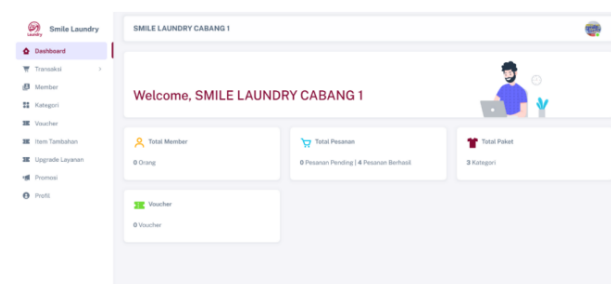 Smile Laundry
SMILE LAUNDRY CABANG 1
Dashboard
Transaksi
Member
Kategori
Voucher
Item Tambahan
Upgrade Layanan
Promosi
Profil
Welcome, SMILE LAUNDRY CABANG 1
Total Member
0 Orang
Total Pesanan
0 Pesanan Pending | 4 Pesanan Berhasil
Total Paket
3 Kategori
Voucher
0 Voucher